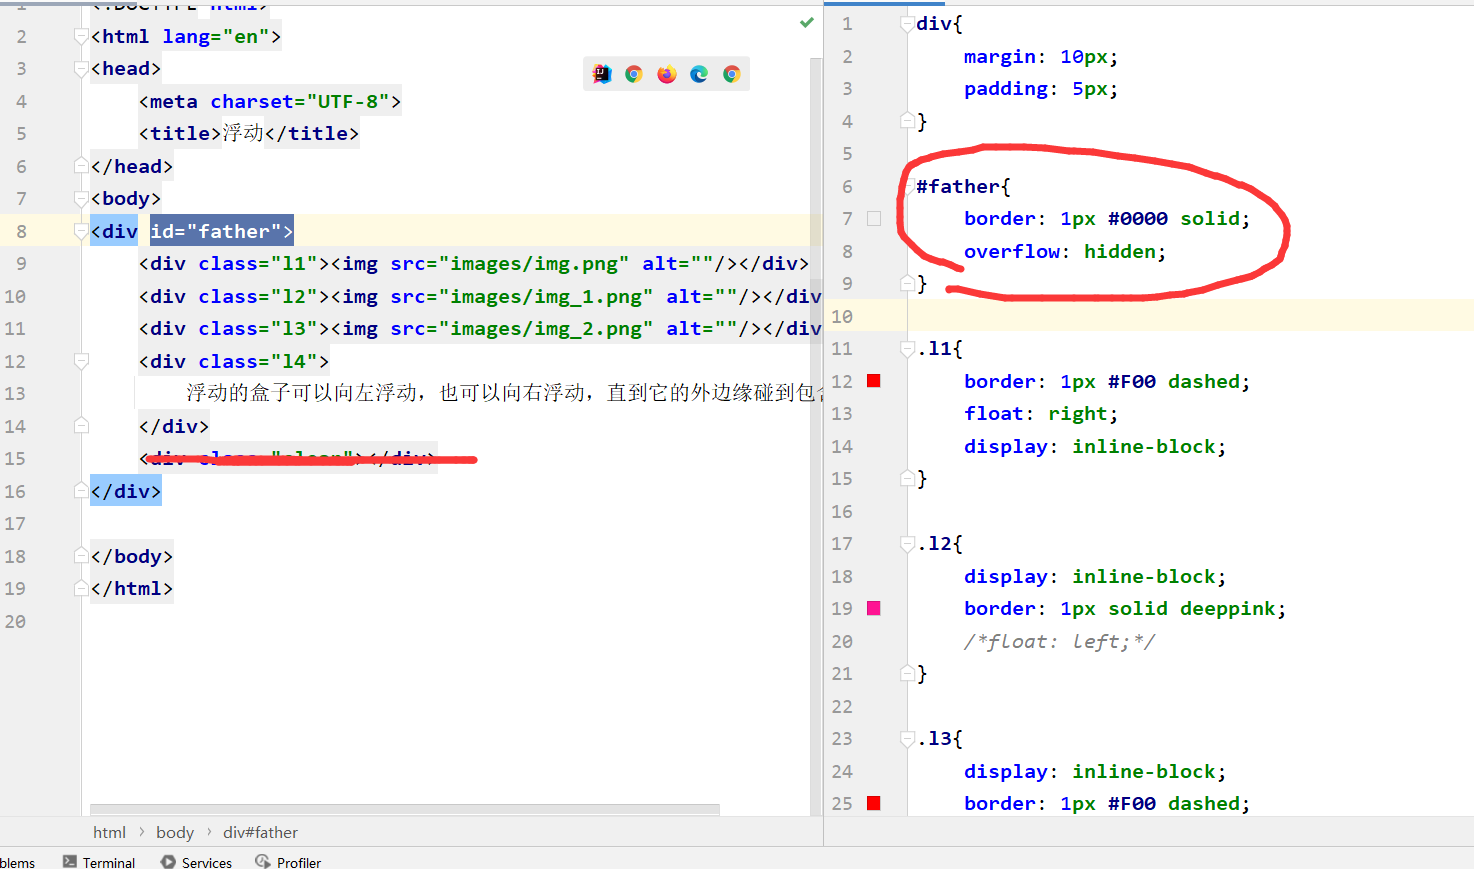 1 <!DOCTYPE html>
2 <html lang="en">
3 <head>
4 <meta charset="UTF-8">
5 <title>浮动</title>
6 </head>
7 <body>
8 <div id="father">
9 <div class="l1"><img src="images/img.png" alt=""/></div>
10 <div class="l2"><img src="images/img_1.png" alt=""/></div
11 <div class="l3"><img src="images/img_2.png" alt=""/></div
12 <div class="l4">
13 浮动的盒子可以向左浮动，也可以向右浮动，直到它的外边缘碰到包含
14 </div>
15 <div class="clear"></div>
16 </div>
17
18 </body>
19 </html>
20
html › body › div#father
blems Terminal Services Profiler
1 div{
2 margin: 10px;
3 padding: 5px;
4 }
5
6 #father{
7 border: 1px #0000 solid;
8 overflow: hidden;
9 }
10
11 .l1{
12 border: 1px #F00 dashed;
13 float: right;
14 display: inline-block;
15 }
16
17 .l2{
18 display: inline-block;
19 border: 1px solid deeppink;
20 /*float: left;*/
21 }
22
23 .l3{
24 display: inline-block;
25 border: 1px #F00 dashed;